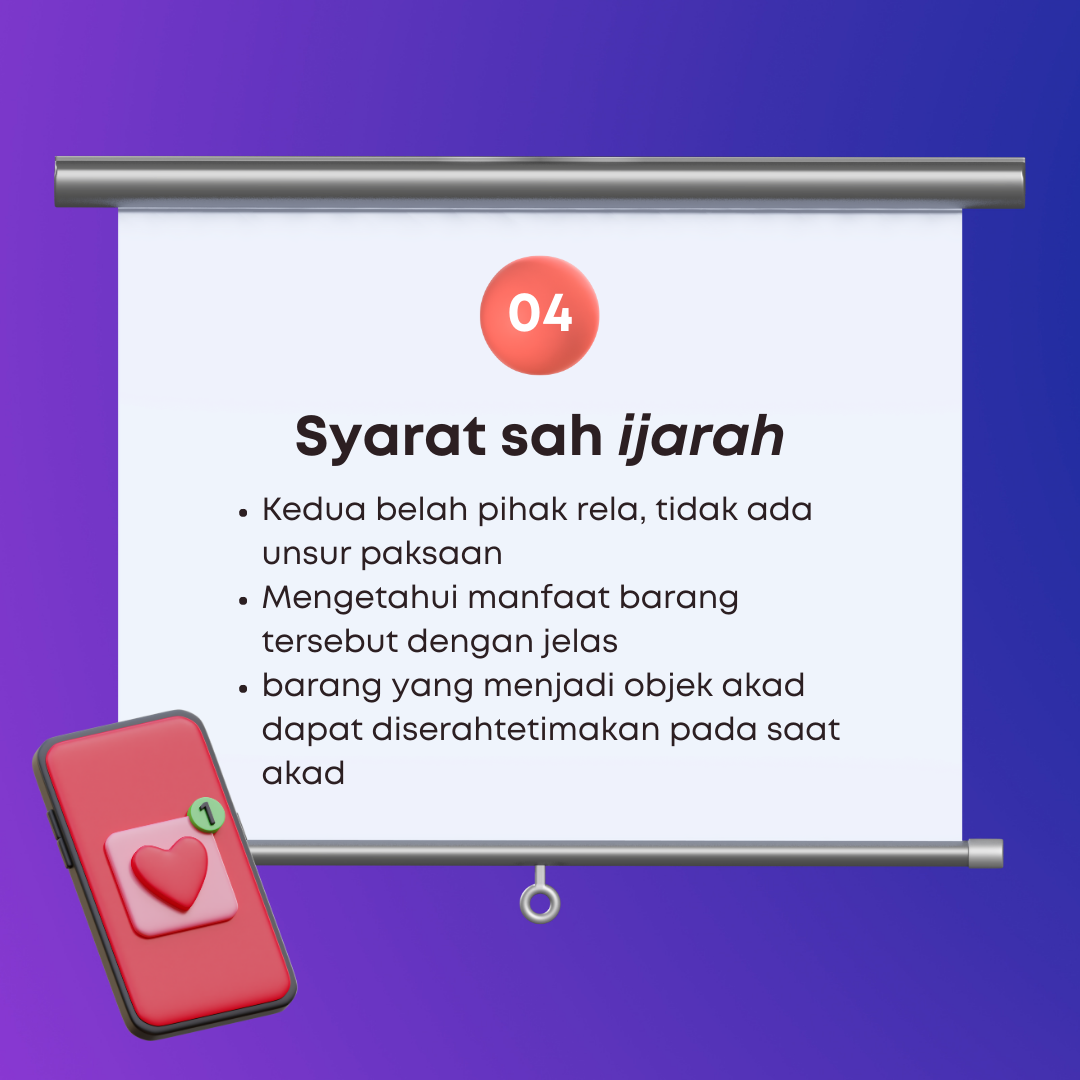 04
Syarat sah ijarah
• Kedua belah pihak rela, tidak ada
unsur paksaan
• Mengetahui manfaat barang
tersebut dengan jelas
• barang yang menjadi objek akad
dapat diserahtetimakan pada saat
akad
1